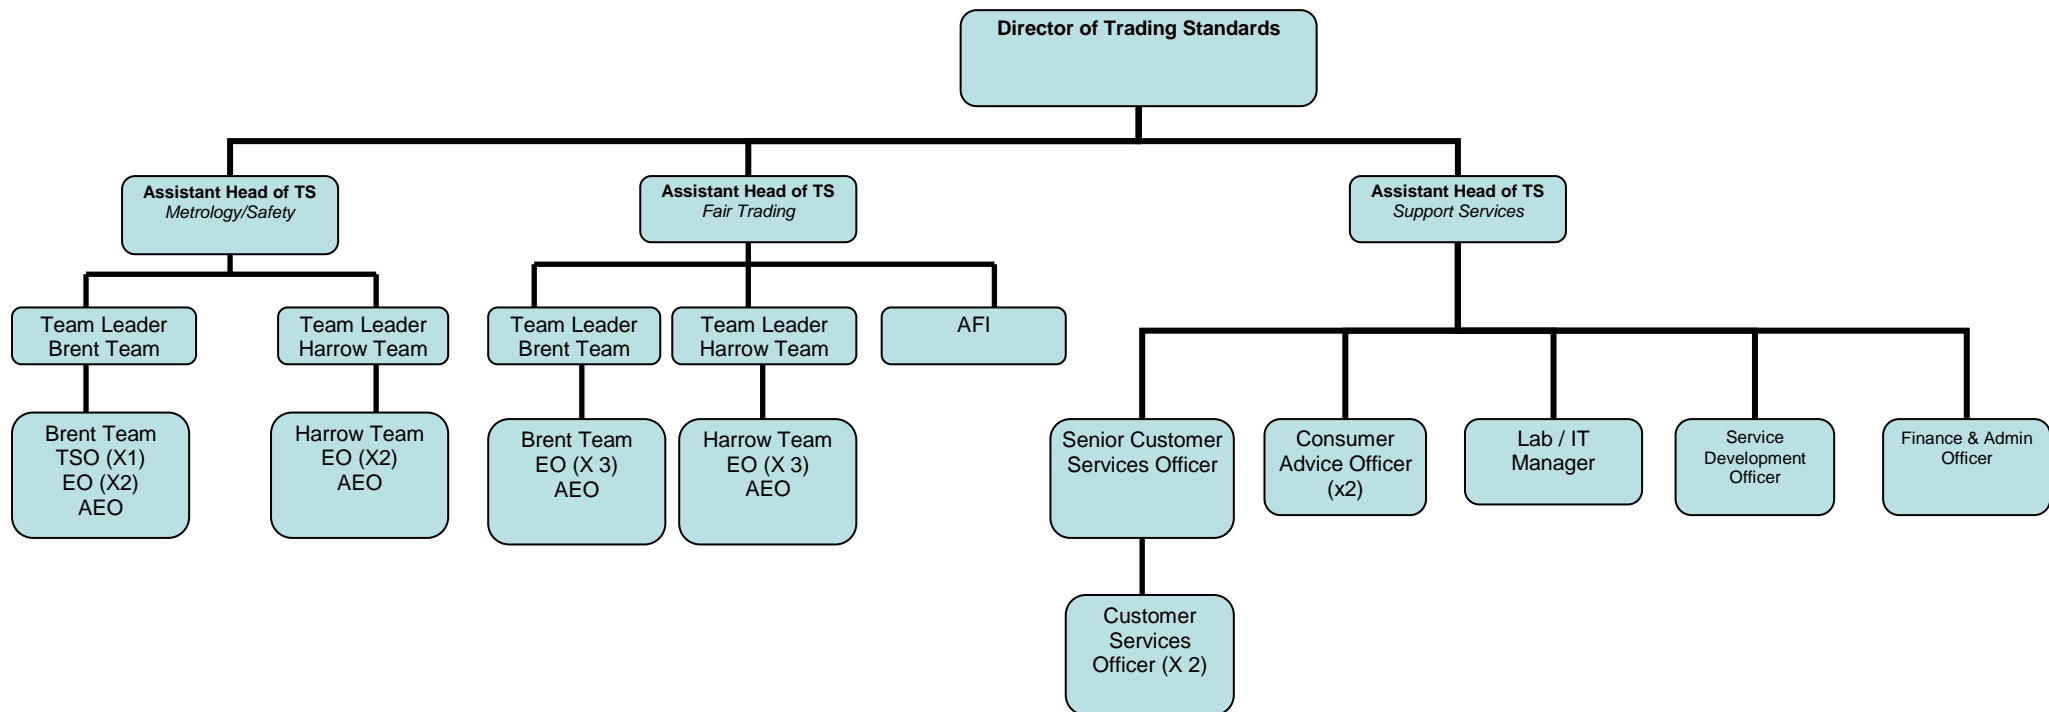 Director of Trading Standards
Assistant Head of TS
Metrology/Safety
Assistant Head of TS
Fair Trading
Assistant Head of TS
Support Services
Team Leader
Brent Team
Team Leader
Harrow Team
Team Leader
Brent Team
Team Leader
Harrow Team
AFI
Brent Team
TSO (X1)
EO (X2)
AEO
Harrow Team
EO (X2)
AEO
Brent Team
EO (X 3)
AEO
Harrow Team
EO (X 3)
AEO
Senior Customer
Services Officer
Consumer
Advice Officer
(x2)
Lab / IT
Manager
Service
Development
Officer
Finance & Admin
Officer
Customer
Services
Officer (X 2)